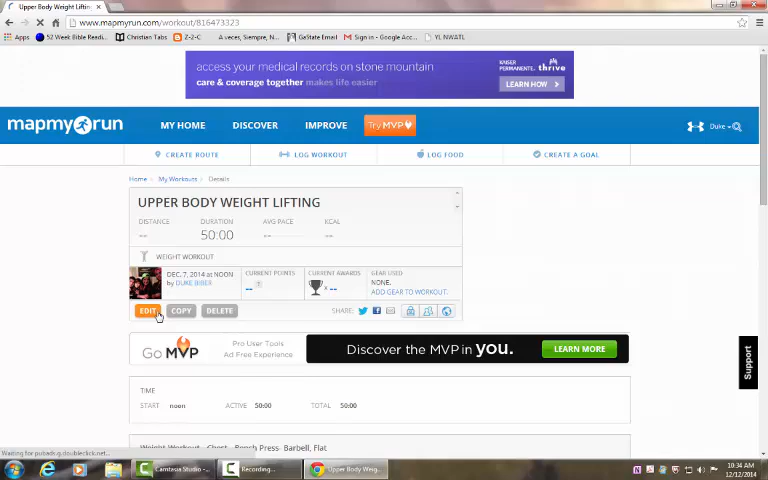 Upper Body Weight Lifting
www.mapmyrun.com/workout/816473323
Apps 52 Week Bible Readi... Christian Tabs Z-2-C A veces, Siempre, N... GaState Email Sign in - Google Acc... YL NWATL
access your medical records on stone mountain
care & coverage together makes life easier
KAISER PERMANENTE. thrive
LEARN HOW >
mapmyrun MY HOME DISCOVER IMPROVE Try MVP Duke
CREATE ROUTE LOG WORKOUT LOG FOOD CREATE A GOAL
Home › My Workouts › Details
UPPER BODY WEIGHT LIFTING
DISTANCE DURATION AVG PACE KCAL
-- 50:00 -- --
WEIGHT WORKOUT
DEC. 7, 2014 at NOON
by DUKE BIBER
CURRENT POINTS
-- ?
CURRENT AWARDS
x --
GEAR USED
NONE.
ADD GEAR TO WORKOUT.
EDIT COPY DELETE SHARE:
Go MVP
Pro User Tools
Ad Free Experience
Discover the MVP in you.
LEARN MORE
Support
TIME
START noon ACTIVE 50:00 TOTAL 50:00
Weight Workout - Chest - Bench Press- Barbell, Flat
Waiting for pubads.g.doubleclick.net...
Camtasia Studio -... Recording... Upper Body Weig...
10:34 AM
12/12/2014